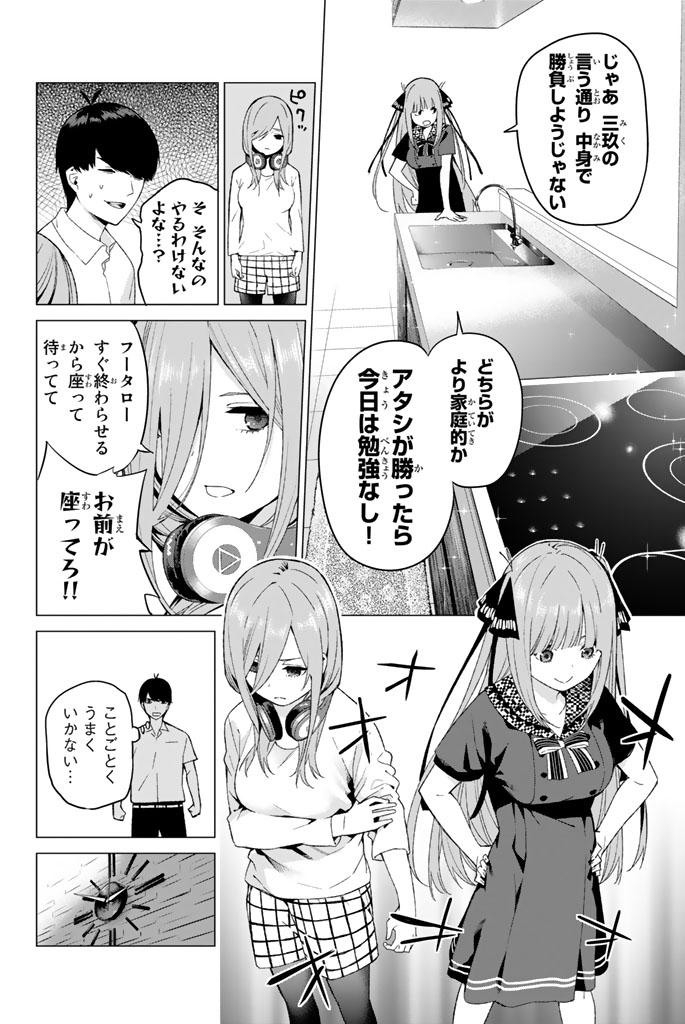 じゃあ 三玖の
言う通り 中身で
勝負しようじゃない
どちらが
より家庭的か
アタシが勝ったら
今日は勉強なし！
ピクッ
そ そんなの
やるわけない
よな…？
フータロー
すぐ終わらせる
から座って
待ってて
お前が
座ってろ!!
ことごとく
うまく
いかない…